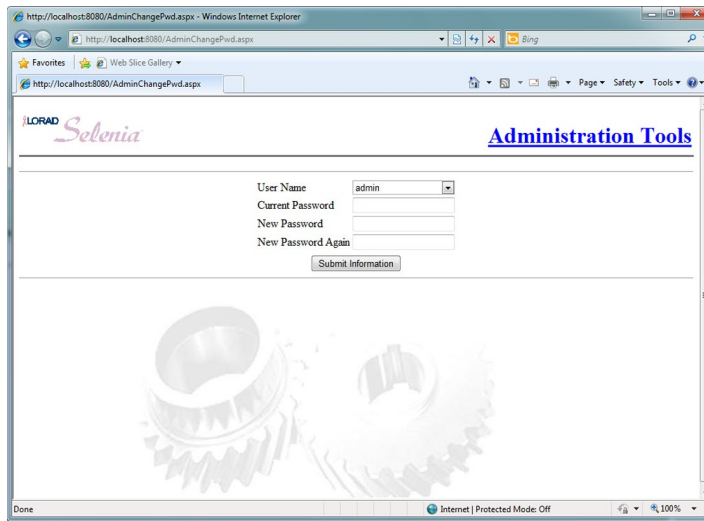 http://localhost:8080/AdminChangePwd.aspx - Windows Internet Explorer
http://localhost:8080/AdminChangePwd.aspx
Bing
Favorites
Web Slice Gallery
http://localhost:8080/AdminChangePwd.aspx
Page
Safety
Tools
LORAD
Selenia
Administration Tools
User Name
admin
Current Password
New Password
New Password Again
Submit Information
Done
Internet | Protected Mode: Off
100%